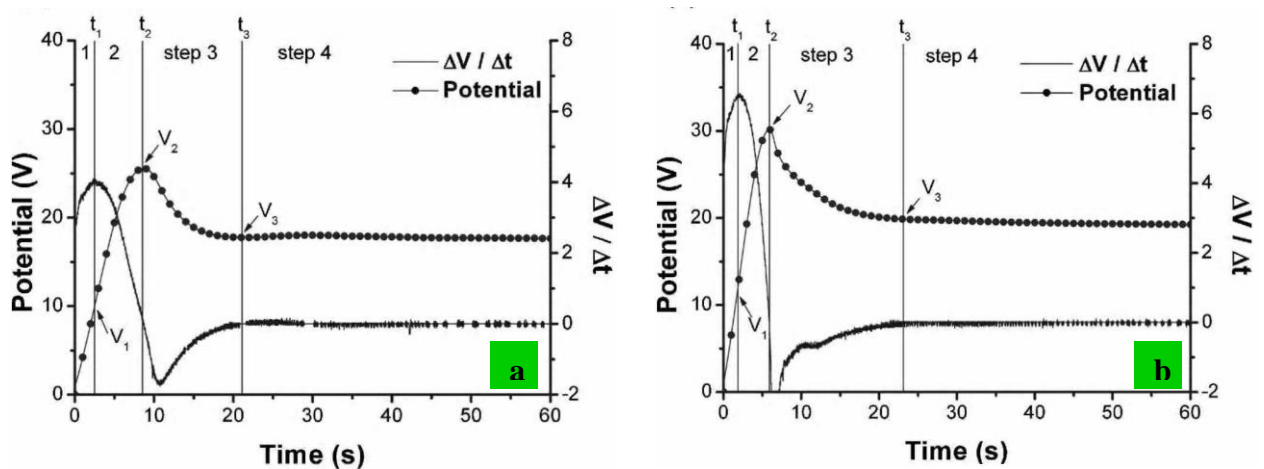 t1 t2 t3
40 8
1 2 step 3 step 4
ΔV / Δt
Potential
6
30
V2
4
20
V3
2
10
V1
0
a
0 -2
0 10 20 30 40 50 60
Potential (V)
ΔV / Δt
Time (s)
t1 t2 t3
40 8
1 2 step 3 step 4
ΔV / Δt
Potential
6
30
V2
4
20
V3
2
10
V1
0
b
0 -2
0 10 20 30 40 50 60
Potential (V)
ΔV / Δt
Time (s)